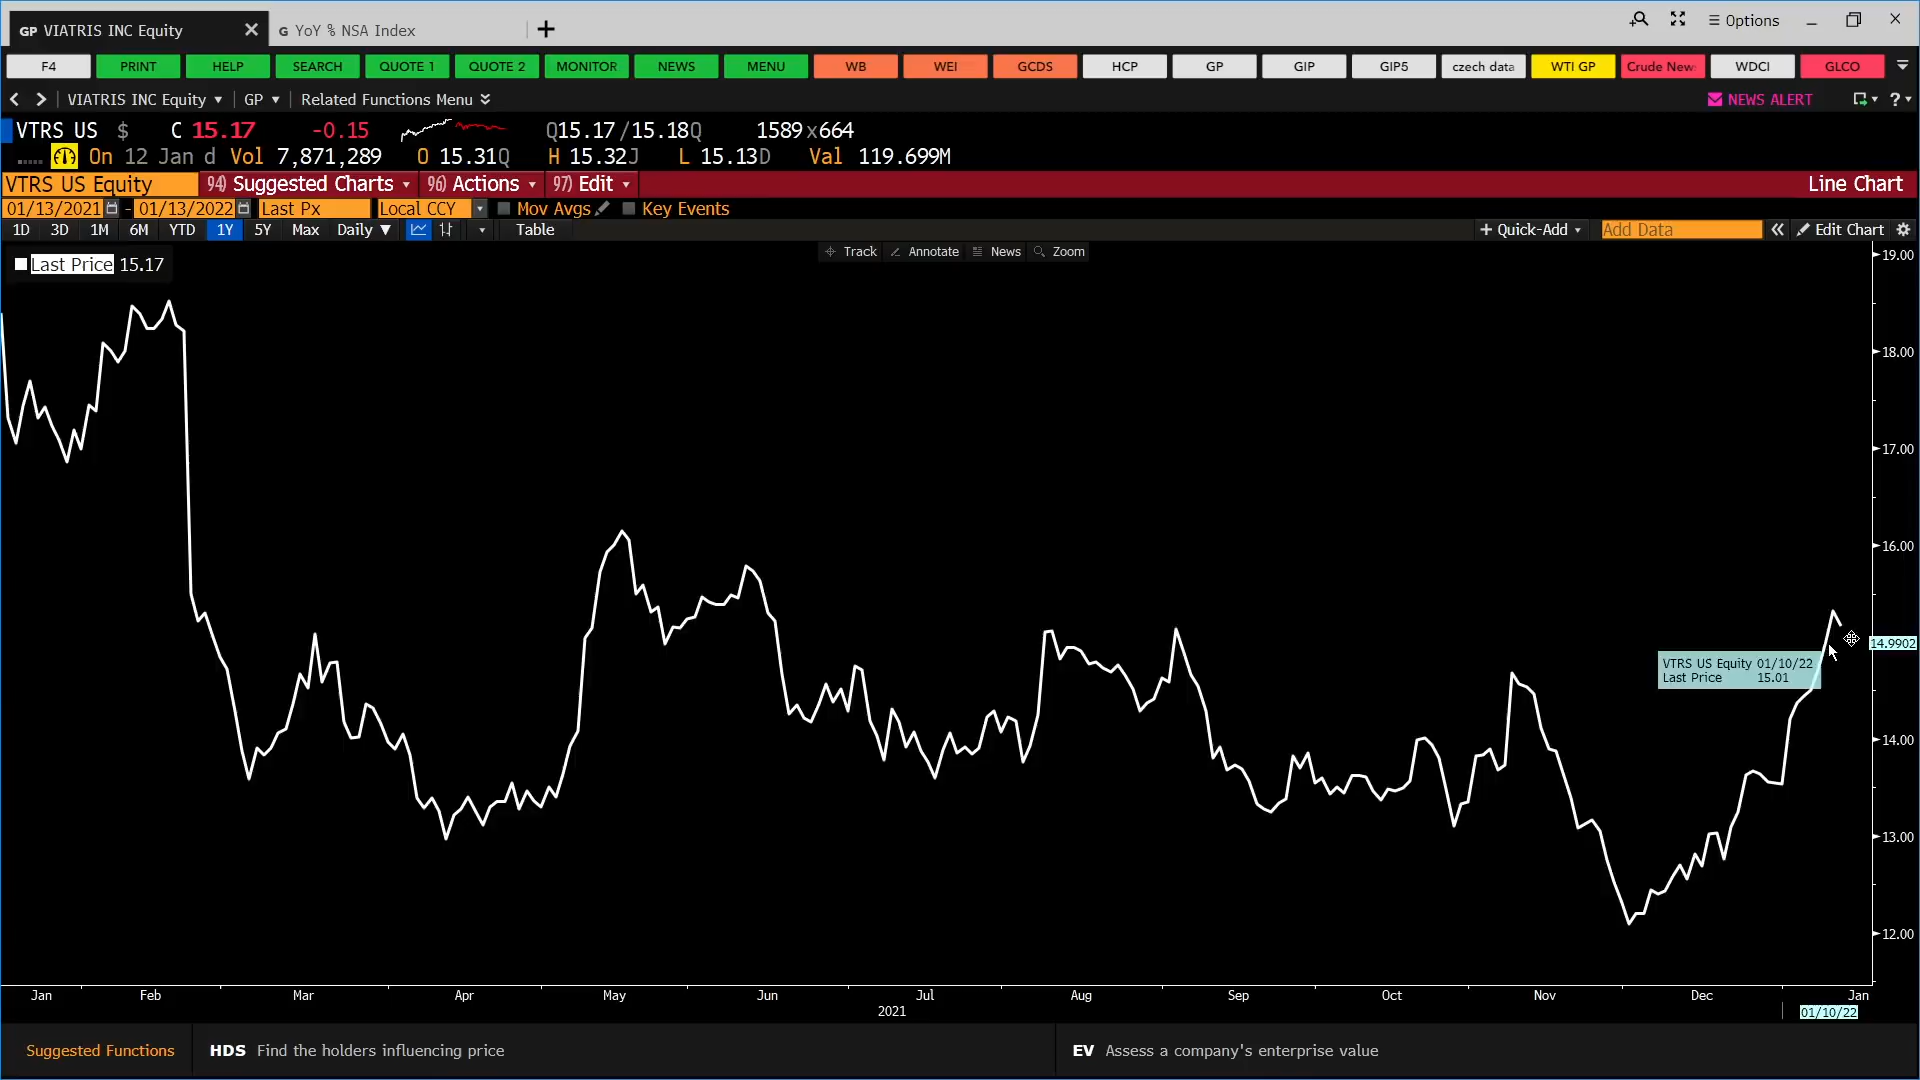 GP VIATRIS INC Equity G YoY % NSA Index Options
F4 PRINT HELP SEARCH QUOTE 1 QUOTE 2 MONITOR NEWS MENU WB WEI GCDS HCP GP GIP GIP5 czech data WTI GP Crude News WDCI GLCO
VIATRIS INC Equity GP Related Functions Menu NEWS ALERT ?
VTRS US $ C 15.17 -0.15 Q15.17/15.18Q 1589x664
On 12 Jan d Vol 7,871,289 O 15.31Q H 15.32J L 15.13D Val 119.699M
VTRS US Equity 94) Suggested Charts 96) Actions 97) Edit Line Chart
01/13/2021 - 01/13/2022 Last Px Local CCY Mov Avgs Key Events
1D 3D 1M 6M YTD 1Y 5Y Max Daily Table + Quick-Add Add Data Edit Chart
Track Annotate News Zoom
Last Price 15.17
19.00
18.00
17.00
16.00
14.9902
VTRS US Equity 01/10/22
Last Price 15.01
14.00
13.00
12.00
Jan Feb Mar Apr May Jun Jul Aug Sep Oct Nov Dec Jan
2021 01/10/22
Suggested Functions HDS Find the holders influencing price EV Assess a company's enterprise value